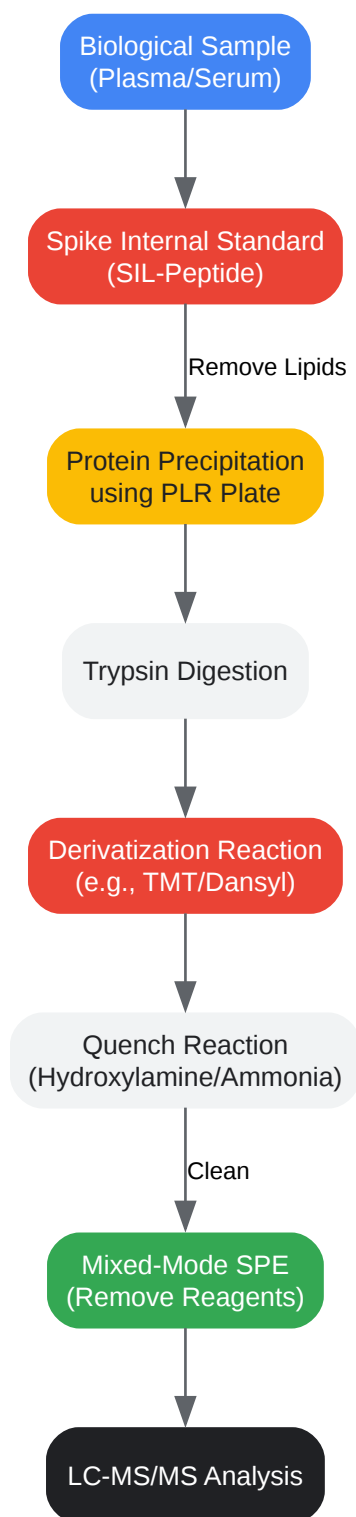 Biological Sample
(Plasma/Serum)
Spike Internal Standard
(SIL-Peptide)
Remove Lipids
Protein Precipitation
using PLR Plate
Trypsin Digestion
Derivatization Reaction
(e.g., TMT/Dansyl)
Quench Reaction
(Hydroxylamine/Ammonia)
Clean
Mixed-Mode SPE
(Remove Reagents)
LC-MS/MS Analysis